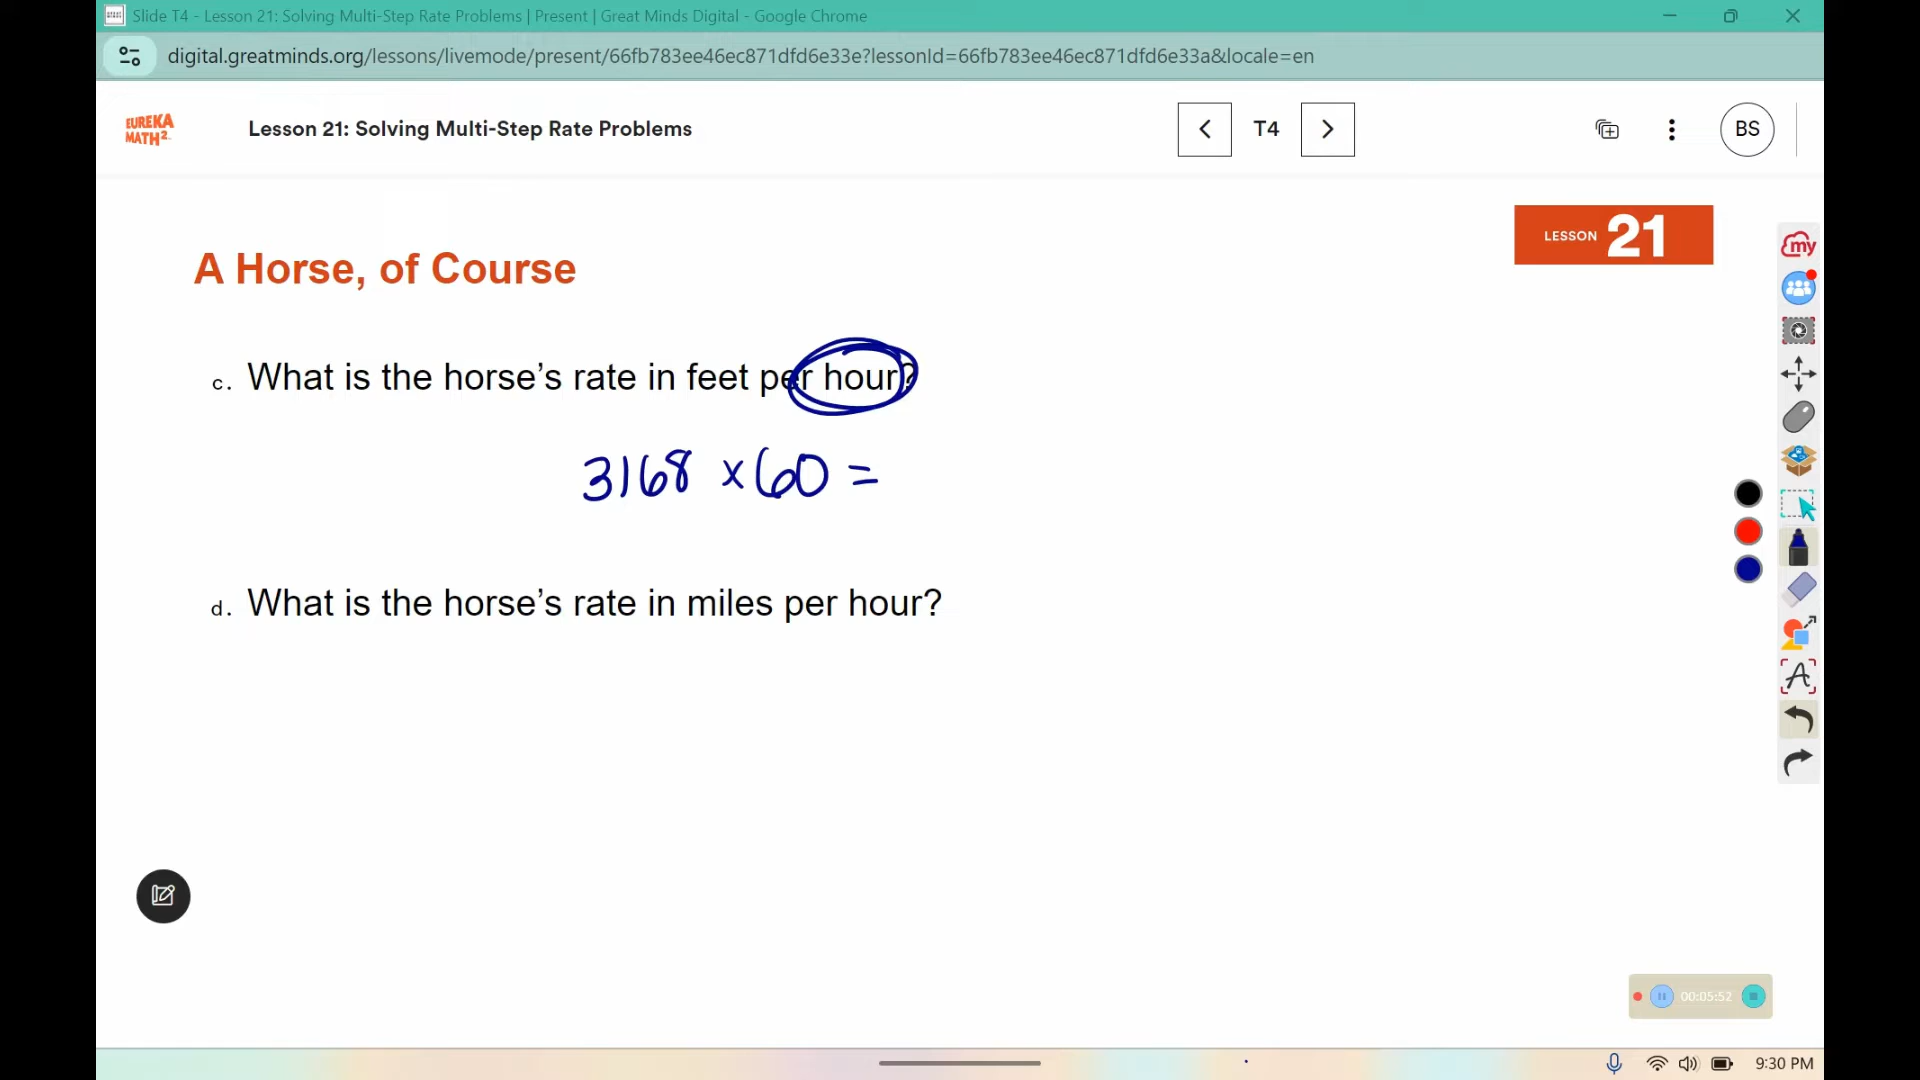 Slide T4 - Lesson 21: Solving Multi-Step Rate Problems | Present | Great Minds Digital - Google Chrome
digital.greatminds.org/lessons/livemode/present/66fb783ee46ec871dfd6e33e?lessonId=66fb783ee46ec871dfd6e33a&locale=en
EUREKA MATH²
Lesson 21: Solving Multi-Step Rate Problems
T4
BS
LESSON 21
A Horse, of Course
c. What is the horse's rate in feet per hour?
3168 × 60 =
d. What is the horse's rate in miles per hour?
my
A
00:05:52
9:30 PM